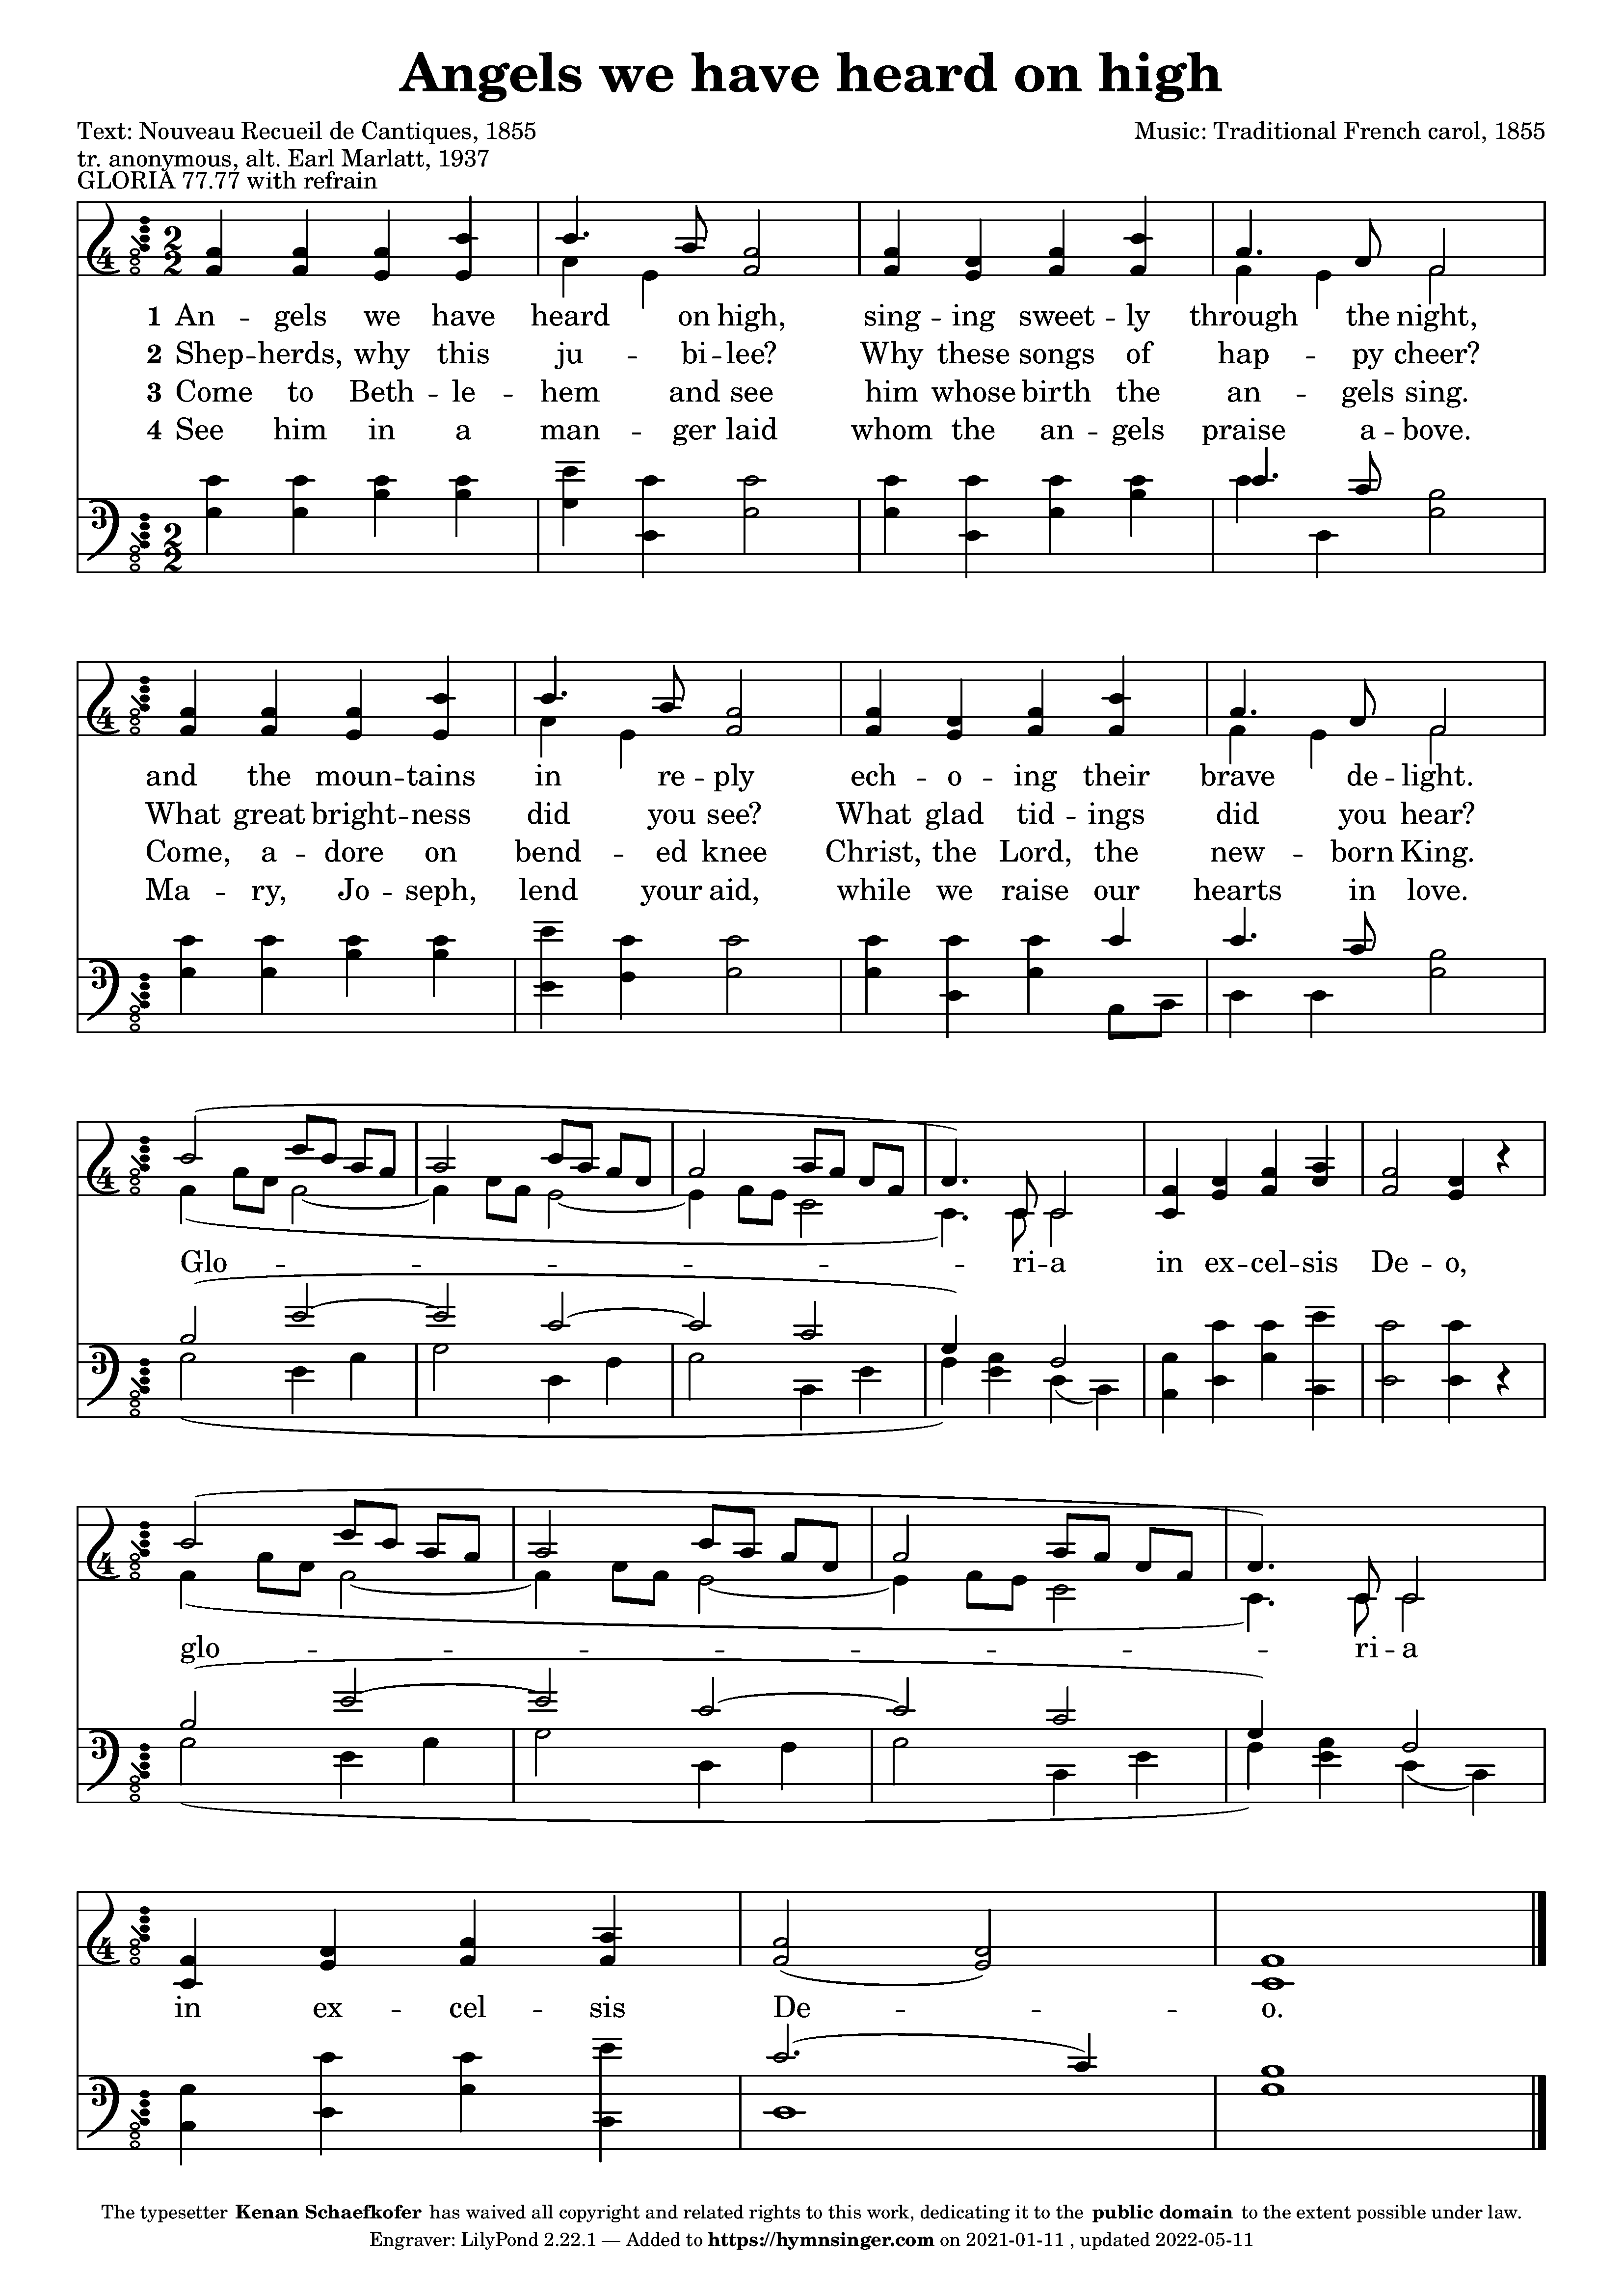 Angels we have heard on high
Text: Nouveau Recueil de Cantiques, 1855
Music: Traditional French carol, 1855
tr. anonymous, alt. Earl Marlatt, 1937
GLORIA 77.77 with refrain
1 An -- gels we have heard on high, sing -- ing sweet -- ly through the night,
2 Shep -- herds, why this ju -- bi -- lee? Why these songs of hap -- py cheer?
3 Come to Beth -- le -- hem and see him whose birth the an -- gels sing.
4 See him in a man -- ger laid whom the an -- gels praise a -- bove.
and the moun -- tains in re -- ply ech -- o -- ing their brave de -- light.
What great bright -- ness did you see? What glad tid -- ings did you hear?
Come, a -- dore on bend -- ed knee Christ, the Lord, the new -- born King.
Ma -- ry, Jo -- seph, lend your aid, while we raise our hearts in love.
Glo -- ri -- a in ex -- cel -- sis De -- o,
glo -- ri -- a
in ex -- cel -- sis De -- o.
The typesetter Kenan Schaefkofer has waived all copyright and related rights to this work, dedicating it to the public domain to the extent possible under law.
Engraver: LilyPond 2.22.1 — Added to https://hymnsinger.com on 2021-01-11 , updated 2022-05-11